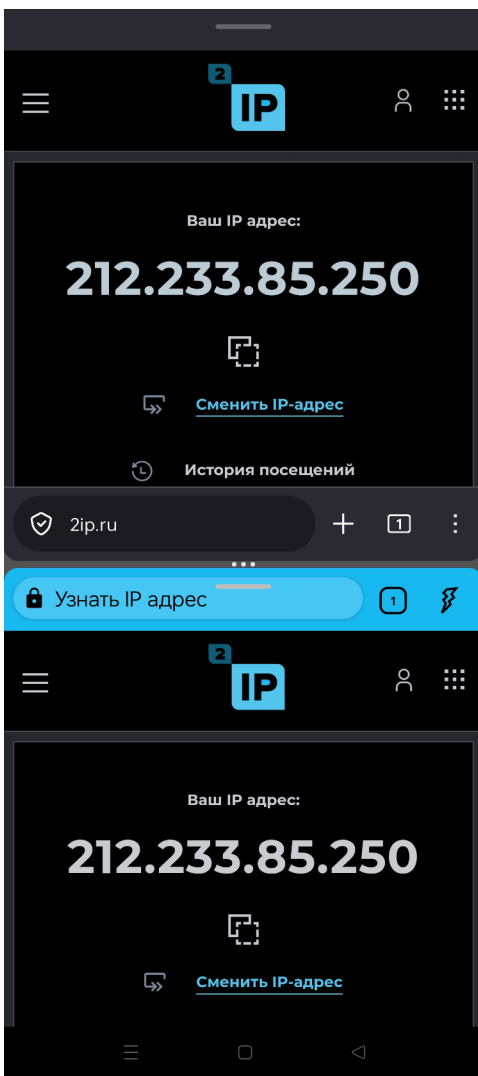 2
IP
Ваш IP адрес:
212.233.85.250
Сменить IP-адрес
История посещений
2ip.ru
1
Узнать IP адрес
1
2
IP
Ваш IP адрес:
212.233.85.250
Сменить IP-адрес